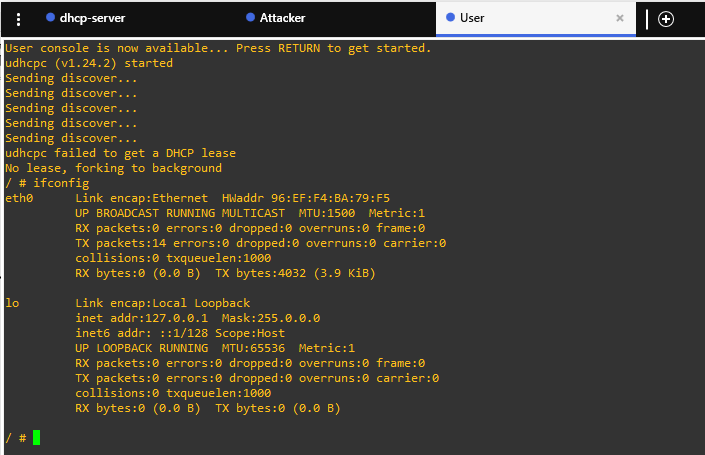 dhcp-server Attacker User ×
User console is now available... Press RETURN to get started.
udhcpc (v1.24.2) started
Sending discover...
Sending discover...
Sending discover...
Sending discover...
Sending discover...
udhcpc failed to get a DHCP lease
No lease, forking to background
/ # ifconfig
eth0      Link encap:Ethernet  HWaddr 96:EF:F4:BA:79:F5
          UP BROADCAST RUNNING MULTICAST  MTU:1500  Metric:1
          RX packets:0 errors:0 dropped:0 overruns:0 frame:0
          TX packets:14 errors:0 dropped:0 overruns:0 carrier:0
          collisions:0 txqueuelen:1000
          RX bytes:0 (0.0 B)  TX bytes:4032 (3.9 KiB)
lo        Link encap:Local Loopback
          inet addr:127.0.0.1  Mask:255.0.0.0
          inet6 addr: ::1/128 Scope:Host
          UP LOOPBACK RUNNING  MTU:65536  Metric:1
          RX packets:0 errors:0 dropped:0 overruns:0 frame:0
          TX packets:0 errors:0 dropped:0 overruns:0 carrier:0
          collisions:0 txqueuelen:1000
          RX bytes:0 (0.0 B)  TX bytes:0 (0.0 B)
/ #